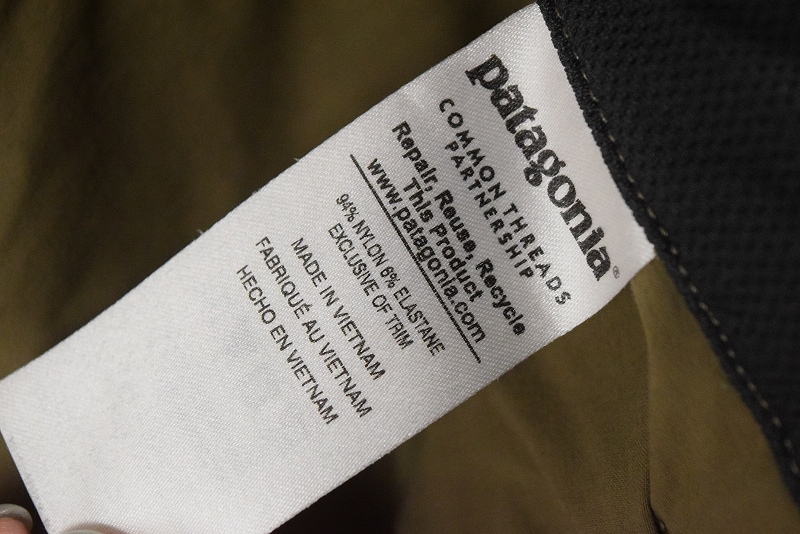 patagonia®
COMMON THREADS
PARTNERSHIP
Repair, Reuse, Recycle
This Product
www.patagonia.com
94% NYLON 6% ELASTANE
EXCLUSIVE OF TRIM
MADE IN VIETNAM
FABRIQUÉ AU VIETNAM
HECHO EN VIETNAM